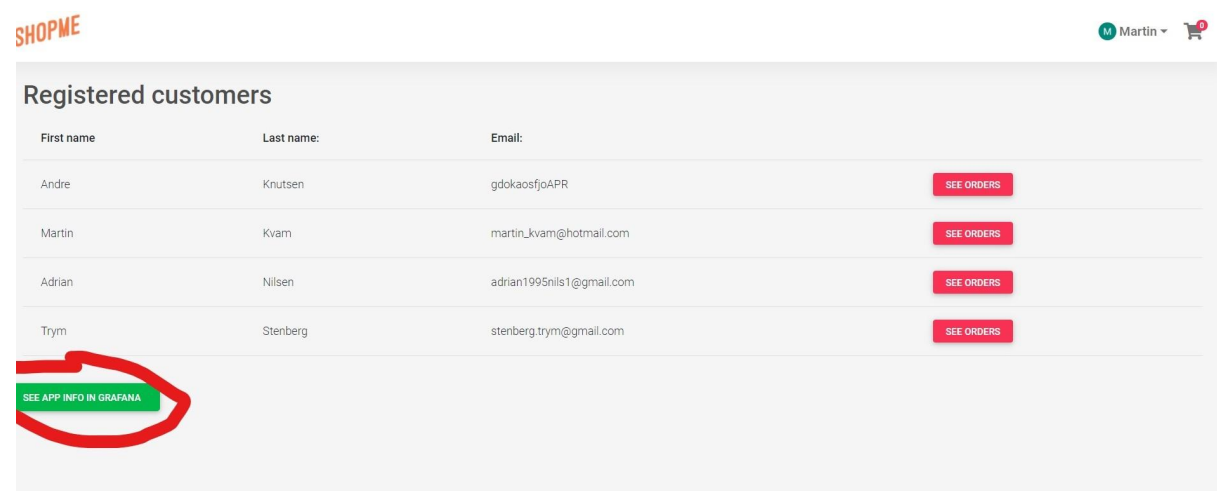 SHOPME
M Martin 0
Registered customers
First name Last name: Email:
Andre Knutsen gdokaosfjoAPR SEE ORDERS
Martin Kvam martin_kvam@hotmail.com SEE ORDERS
Adrian Nilsen adrian1995nils1@gmail.com SEE ORDERS
Trym Stenberg stenberg.trym@gmail.com SEE ORDERS
SEE APP INFO IN GRAFANA